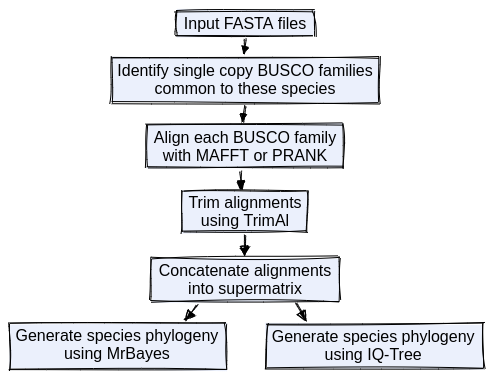 Input FASTA files
Identify single copy BUSCO families
common to these species
Align each BUSCO family
with MAFFT or PRANK
Trim alignments
using TrimAl
Concatenate alignments
into supermatrix
Generate species phylogeny
using MrBayes
Generate species phylogeny
using IQ-Tree